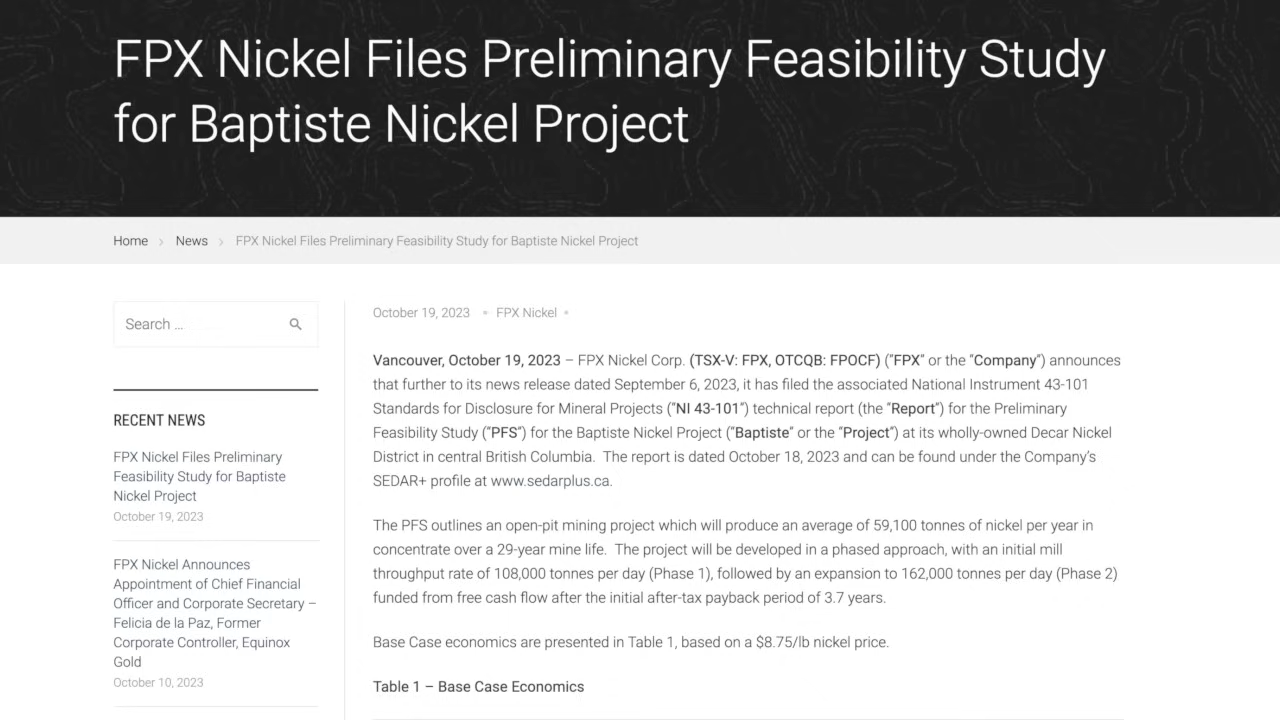 FPX Nickel Files Preliminary Feasibility Study
for Baptiste Nickel Project
Home > News > FPX Nickel Files Preliminary Feasibility Study for Baptiste Nickel Project
Search ...
RECENT NEWS
FPX Nickel Files Preliminary
Feasibility Study for Baptiste
Nickel Project
October 19, 2023
FPX Nickel Announces
Appointment of Chief Financial
Officer and Corporate Secretary –
Felicia de la Paz, Former
Corporate Controller, Equinox
Gold
October 10, 2023
October 19, 2023 • FPX Nickel •
Vancouver, October 19, 2023 – FPX Nickel Corp. (TSX-V: FPX, OTCQB: FPOCF) (“FPX” or the “Company”) announces
that further to its news release dated September 6, 2023, it has filed the associated National Instrument 43-101
Standards for Disclosure for Mineral Projects (“NI 43-101”) technical report (the “Report”) for the Preliminary
Feasibility Study (“PFS”) for the Baptiste Nickel Project (“Baptiste” or the “Project”) at its wholly-owned Decar Nickel
District in central British Columbia.  The report is dated October 18, 2023 and can be found under the Company’s
SEDAR+ profile at www.sedarplus.ca.
The PFS outlines an open-pit mining project which will produce an average of 59,100 tonnes of nickel per year in
concentrate over a 29-year mine life.  The project will be developed in a phased approach, with an initial mill
throughput rate of 108,000 tonnes per day (Phase 1), followed by an expansion to 162,000 tonnes per day (Phase 2)
funded from free cash flow after the initial after-tax payback period of 3.7 years.
Base Case economics are presented in Table 1, based on a $8.75/lb nickel price.
Table 1 – Base Case Economics